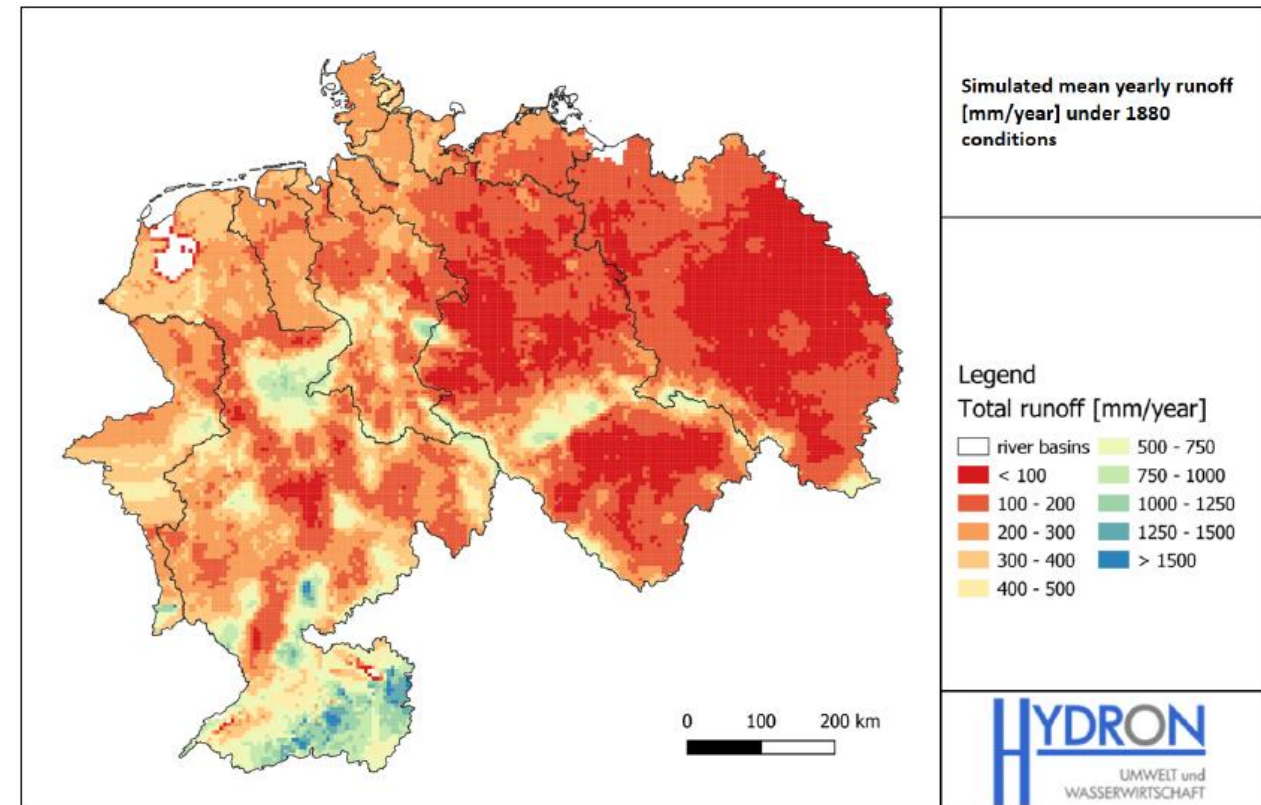 Simulated mean yearly runoff
[mm/year] under 1880
conditions
Legend
Total runoff [mm/year]
river basins
< 100
100 - 200
200 - 300
300 - 400
400 - 500
500 - 750
750 - 1000
1000 - 1250
1250 - 1500
> 1500
0 100 200 km
HYDRON
UMWELT und
WASSERWIRTSCHAFT